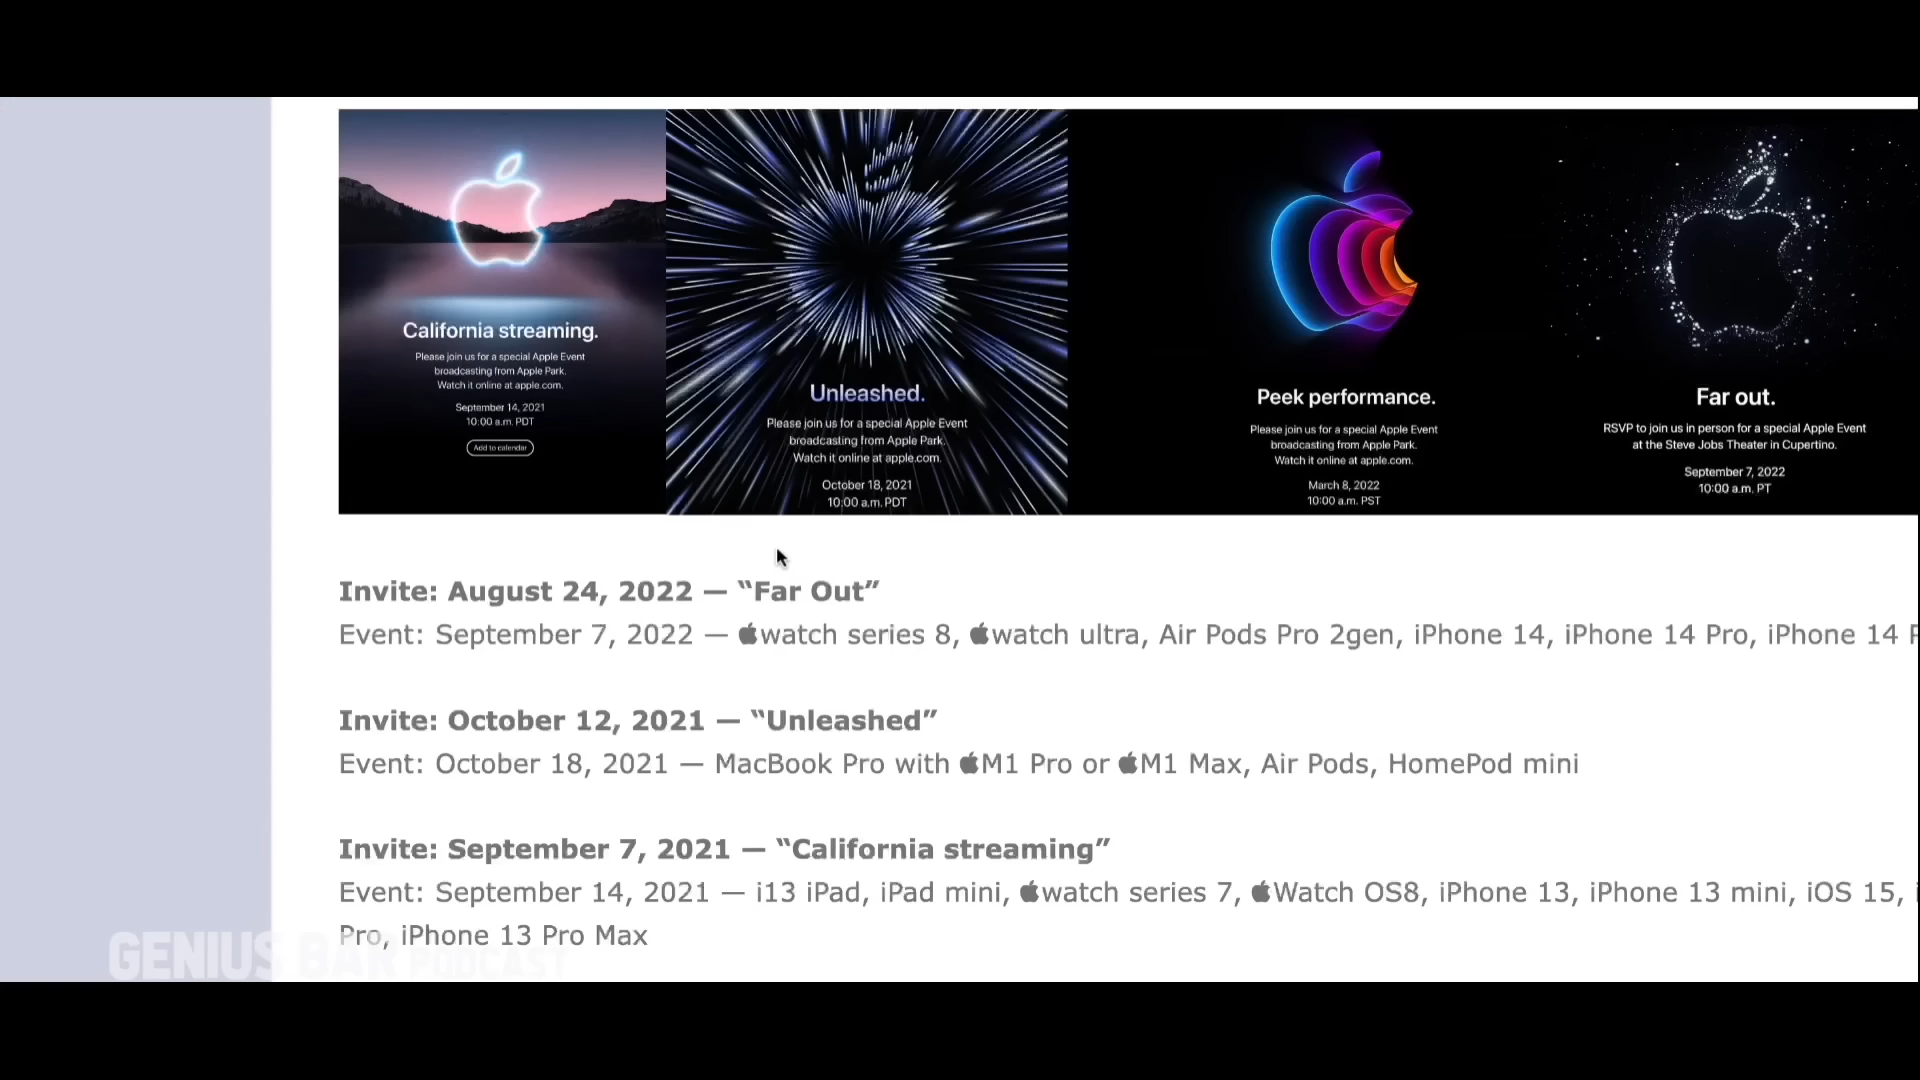 California streaming.
Please join us for a special Apple Event
broadcasting from Apple Park.
Watch it online at apple.com.
September 14, 2021
10:00 a.m. PDT
Add to calendar
Unleashed.
Please join us for a special Apple Event
broadcasting from Apple Park.
Watch it online at apple.com.
October 18, 2021
10:00 a.m. PDT
Peek performance.
Please join us for a special Apple Event
broadcasting from Apple Park.
Watch it online at apple.com.
March 8, 2022
10:00 a.m. PST
Far out.
RSVP to join us in person for a special Apple Event
at the Steve Jobs Theater in Cupertino.
September 7, 2022
10:00 a.m. PT
Invite: August 24, 2022 — “Far Out”
Event: September 7, 2022 — watch series 8, watch ultra, Air Pods Pro 2gen, iPhone 14, iPhone 14 Pro, iPhone 14
Invite: October 12, 2021 — “Unleashed”
Event: October 18, 2021 — MacBook Pro with M1 Pro or M1 Max, Air Pods, HomePod mini
Invite: September 7, 2021 — “California streaming”
Event: September 14, 2021 — i13 iPad, iPad mini, watch series 7, Watch OS8, iPhone 13, iPhone 13 mini, iOS 15,
Pro, iPhone 13 Pro Max
GENIUS BAR PODCAST